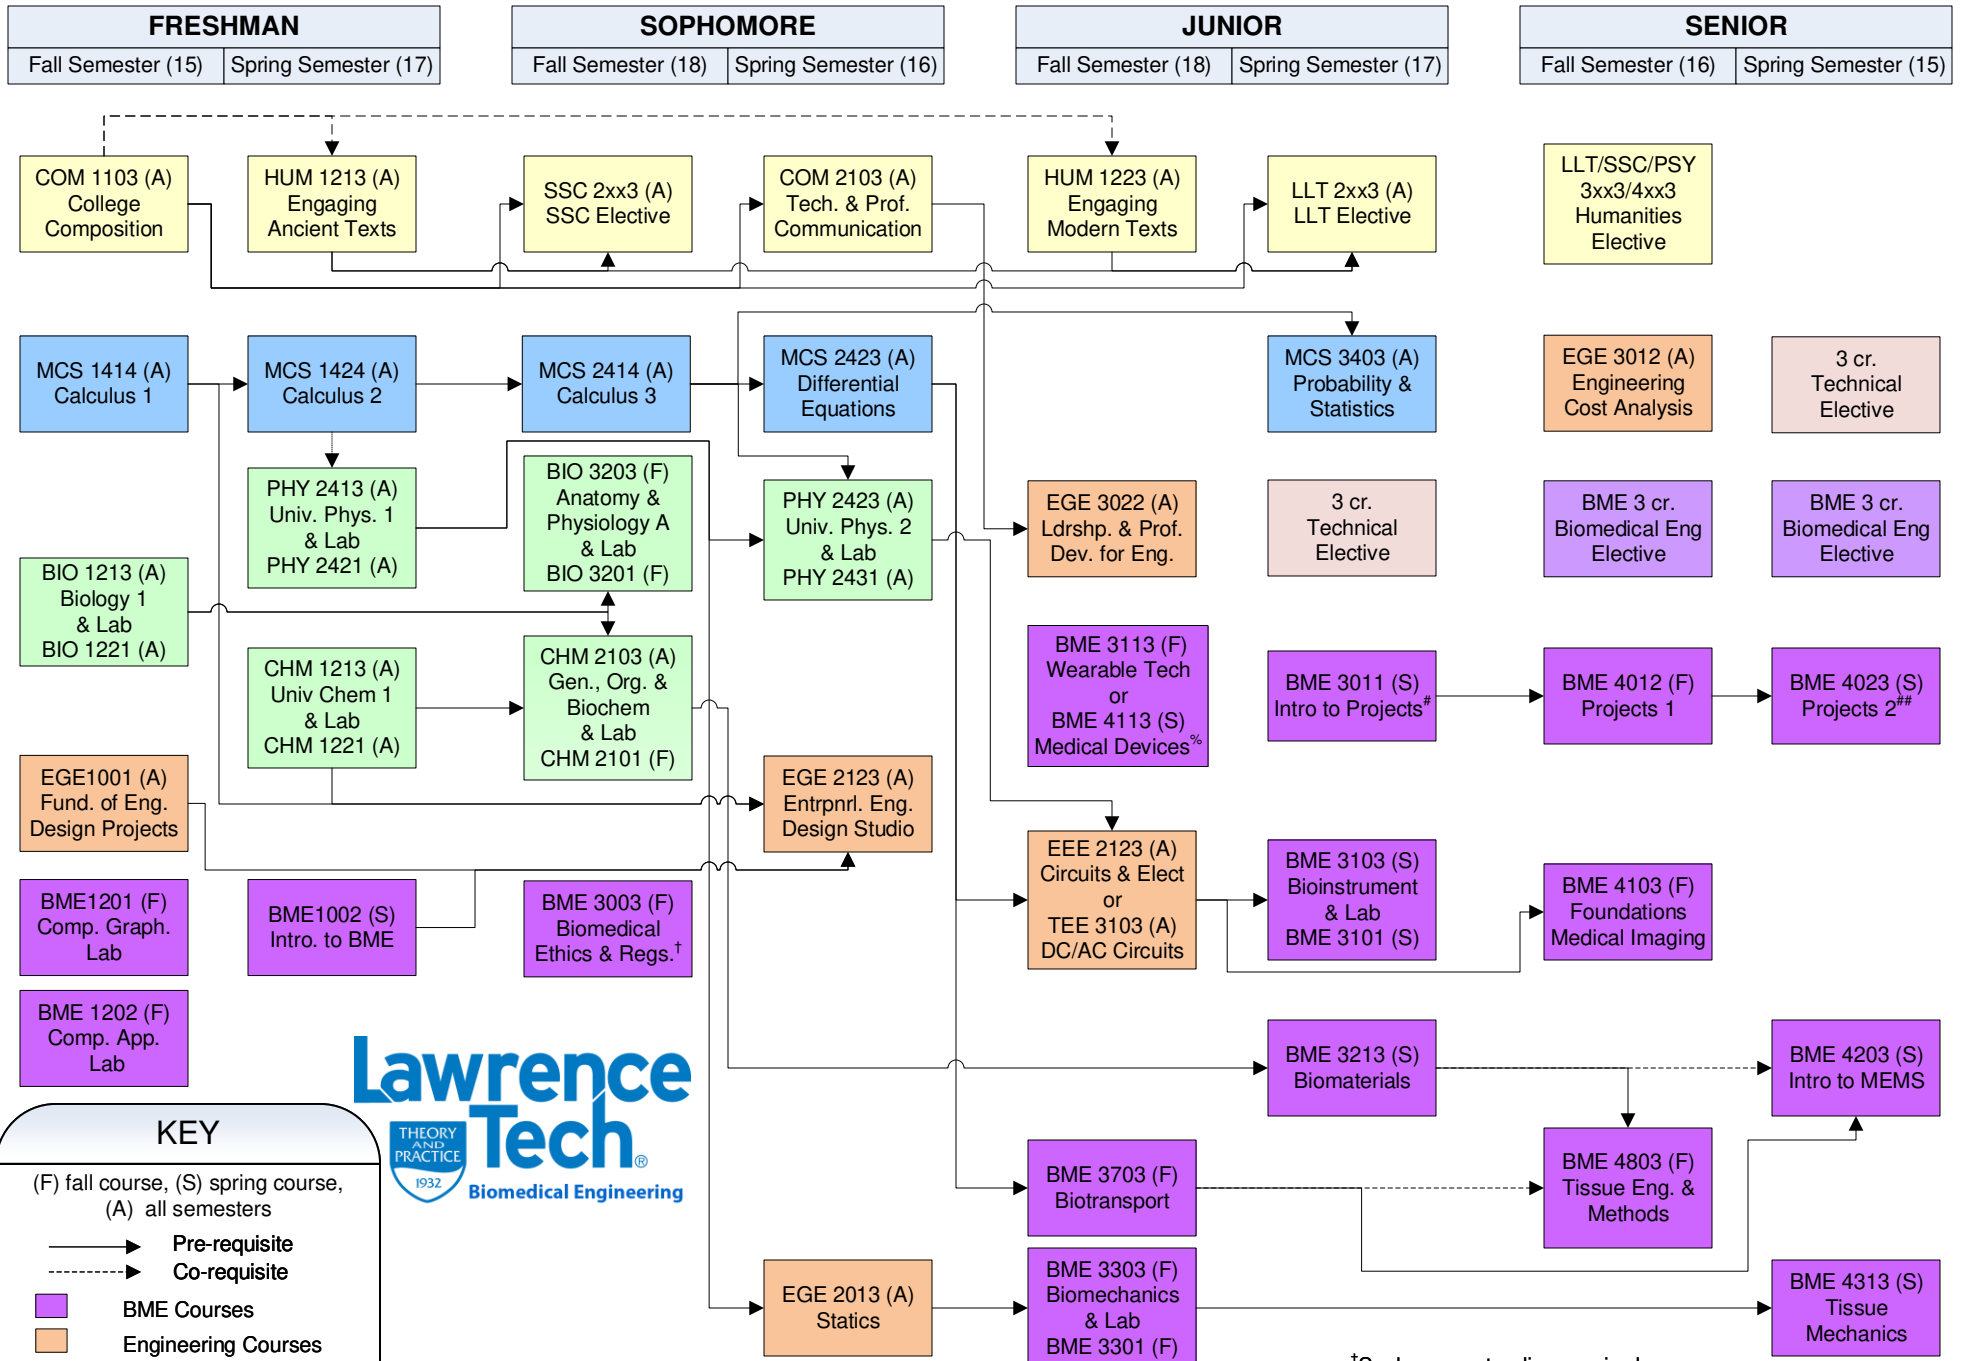 FRESHMAN
Fall Semester (15)
Spring Semester (17)
SOPHOMORE
Fall Semester (18)
Spring Semester (16)
JUNIOR
Fall Semester (18)
Spring Semester (17)
SENIOR
Fall Semester (16)
Spring Semester (15)
COM 1103 (A)
College
Composition
HUM 1213 (A)
Engaging
Ancient Texts
SSC 2xx3 (A)
SSC Elective
COM 2103 (A)
Tech. & Prof.
Communication
HUM 1223 (A)
Engaging
Modern Texts
LLT 2xx3 (A)
LLT Elective
LLT/SSC/PSY
3xx3/4xx3
Humanities
Elective
MCS 1414 (A)
Calculus 1
MCS 1424 (A)
Calculus 2
MCS 2414 (A)
Calculus 3
MCS 2423 (A)
Differential
Equations
MCS 3403 (A)
Probability &
Statistics
EGE 3012 (A)
Engineering
Cost Analysis
3 cr.
Technical
Elective
PHY 2413 (A)
Univ. Phys. 1
& Lab
PHY 2421 (A)
BIO 3203 (F)
Anatomy &
Physiology A
& Lab
BIO 3201 (F)
PHY 2423 (A)
Univ. Phys. 2
& Lab
PHY 2431 (A)
EGE 3022 (A)
Ldrshp. & Prof.
Dev. for Eng.
3 cr.
Technical
Elective
BME 3 cr.
Biomedical Eng
Elective
BME 3 cr.
Biomedical Eng
Elective
BIO 1213 (A)
Biology 1
& Lab
BIO 1221 (A)
CHM 1213 (A)
Univ Chem 1
& Lab
CHM 1221 (A)
CHM 2103 (A)
Gen., Org. &
Biochem
& Lab
CHM 2101 (F)
BME 3113 (F)
Wearable Tech
or
BME 4113 (S)
Medical Devices%
BME 3011 (S)
Intro to Projects#
BME 4012 (F)
Projects 1
BME 4023 (S)
Projects 2##
EGE1001 (A)
Fund. of Eng.
Design Projects
EGE 2123 (A)
Entrpnrl. Eng.
Design Studio
EEE 2123 (A)
Circuits & Elect
or
TEE 3103 (A)
DC/AC Circuits
BME 3103 (S)
Bioinstrument
& Lab
BME 3101 (S)
BME 4103 (F)
Foundations
Medical Imaging
BME1201 (F)
Comp. Graph.
Lab
BME1002 (S)
Intro. to BME
BME 3003 (F)
Biomedical
Ethics & Regs.†
BME 1202 (F)
Comp. App.
Lab
BME 3213 (S)
Biomaterials
BME 4203 (S)
Intro to MEMS
Lawrence
Tech®
THEORY
AND
PRACTICE
1932
Biomedical Engineering
BME 3703 (F)
Biotransport
BME 4803 (F)
Tissue Eng. &
Methods
EGE 2013 (A)
Statics
BME 3303 (F)
Biomechanics
& Lab
BME 3301 (F)
BME 4313 (S)
Tissue
Mechanics
KEY
(F) fall course, (S) spring course,
(A) all semesters
Pre-requisite
Co-requisite
BME Courses
Engineering Courses